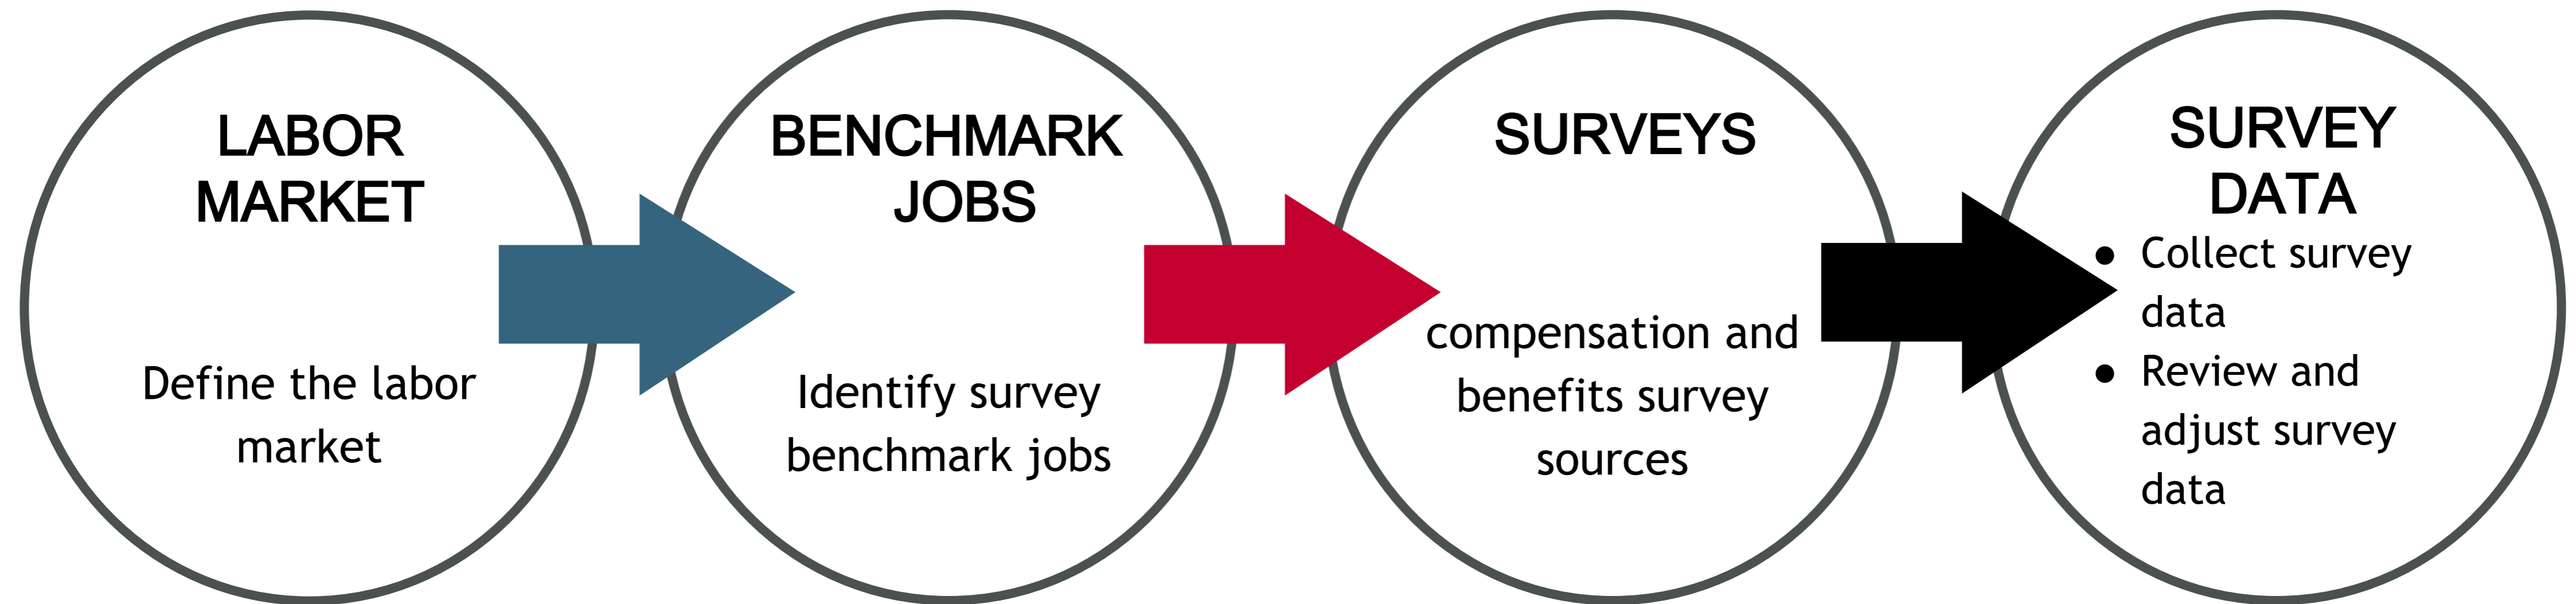 LABOR
MARKET
Define the labor
market
BENCHMARK
JOBS
Identify survey
benchmark jobs
SURVEYS
compensation and
benefits survey
sources
SURVEY
DATA
● Collect survey
data
● Review and
adjust survey
data